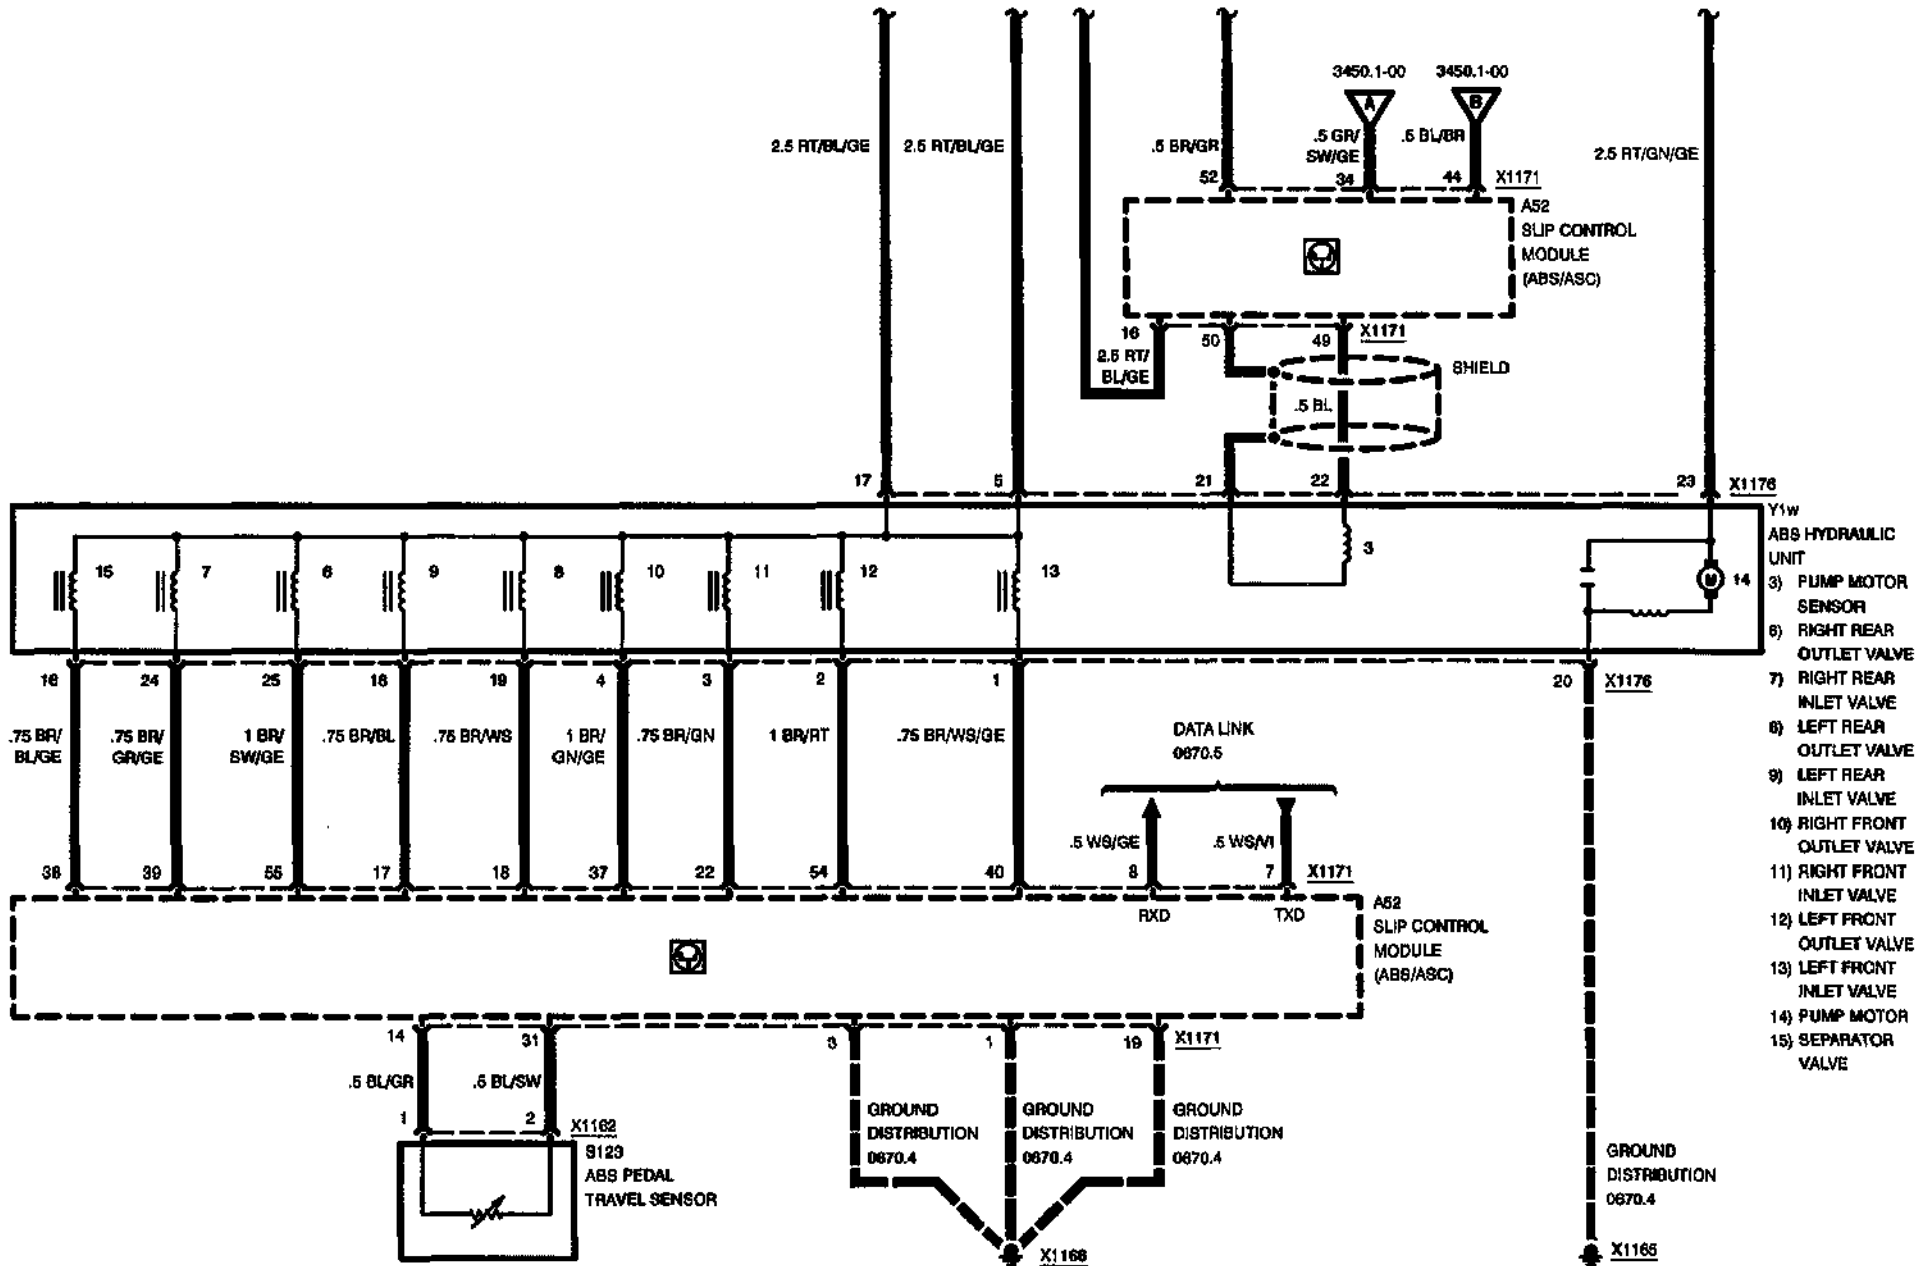 3450.1-00 3450.1-00
A B
2.5 RT/BL/GE 2.5 RT/BL/GE .5 BR/GR .5 GR/ .5 BL/BR 2.5 RT/GN/GE
SW/GE
52 34 44 X1171
A52
SLIP CONTROL
MODULE
(ABS/ASC)
16 50 49 X1171
2.5 RT/
BL/GE
SHIELD
.5 BL
17 5 21 22 23 X1176
Y1w
ABS HYDRAULIC
UNIT
3) PUMP MOTOR
SENSOR
6) RIGHT REAR
OUTLET VALVE
7) RIGHT REAR
INLET VALVE
8) LEFT REAR
OUTLET VALVE
9) LEFT REAR
INLET VALVE
10) RIGHT FRONT
OUTLET VALVE
11) RIGHT FRONT
INLET VALVE
12) LEFT FRONT
OUTLET VALVE
13) LEFT FRONT
INLET VALVE
14) PUMP MOTOR
15) SEPARATOR
VALVE
15 7 6 9 8 10 11 12 13 3 M 14
16 24 25 18 19 4 3 2 1 20 X1176
.75 BR/ .75 BR/ 1 BR/ .75 BR/BL .75 BR/WS 1 BR/ .75 BR/GN 1 BR/RT .75 BR/WS/GE
BL/GE GR/GE SW/GE GN/GE
DATA LINK
0670.5
.5 WS/GE .5 WS/VI
38 39 55 17 18 37 22 54 40 8 7 X1171
RXD TXD
A52
SLIP CONTROL
MODULE
(ABS/ASC)
14 31 3 1 19 X1171
.5 BL/GR .5 BL/SW
1 2 X1162
B123
ABS PEDAL
TRAVEL SENSOR
GROUND
DISTRIBUTION
0670.4
GROUND
DISTRIBUTION
0670.4
GROUND
DISTRIBUTION
0670.4
GROUND
DISTRIBUTION
0670.4
X1165